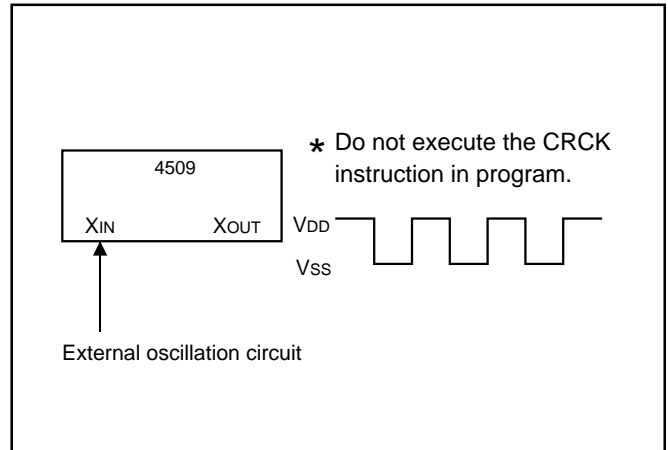 * Do not execute the CRCK
instruction in program.
4509
XIN XOUT
VDD
VSS
External oscillation circuit